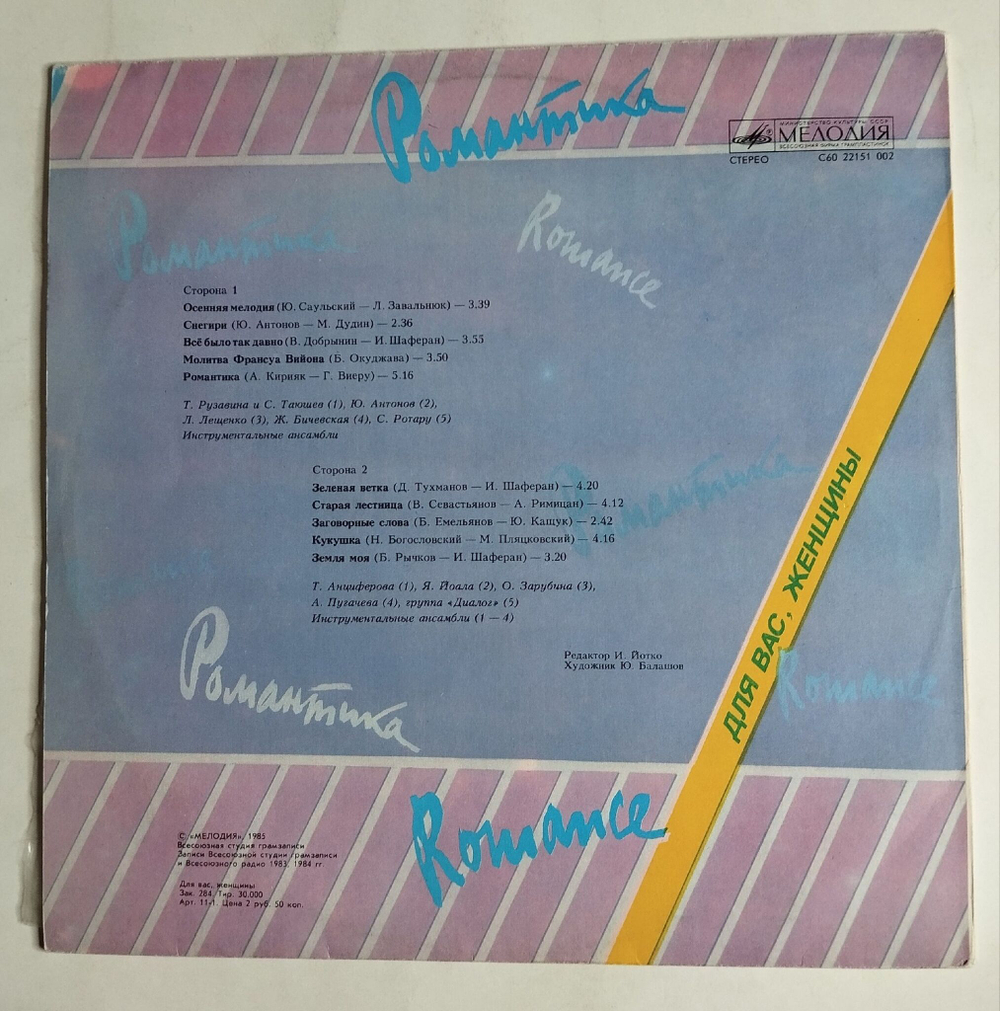 Романтика
МИНИСТЕРСТВО КУЛЬТУРЫ СССР
МЕЛОДИЯ
ВСЕСОЮЗНАЯ ФИРМА ГРАМПЛАСТИНОК
СТЕРЕО С60 22151 002
Романтика
Romance
Сторона 1
Осенняя мелодия (Ю. Саульский — Л. Завальнюк) — 3.39
Снегири (Ю. Антонов — М. Дудин) — 2.36
Всё было так давно (В. Добрынин — И. Шаферан) — 3.55
Молитва Франсуа Вийона (Б. Окуджава) — 3.50
Романтика (А. Кирияк — Г. Виеру) — 5.16
Т. Рузавина и С. Таюшев (1), Ю. Антонов (2),
Л. Лещенко (3), Ж. Бичевская (4), С. Ротару (5)
Инструментальные ансамбли
Сторона 2
Зеленая ветка (Д. Тухманов — И. Шаферан) — 4.20
Старая лестница (В. Севастьянов — А. Римицан) — 4.12
Заговорные слова (Б. Емельянов — Ю. Кащук) — 2.42
Кукушка (Н. Богословский — М. Пляцковский) — 4.16
Земля моя (Б. Рычков — И. Шаферан) — 3.20
Т. Анциферова (1), Я. Йоала (2), О. Зарубина (3),
А. Пугачева (4), группа «Диалог» (5)
Инструментальные ансамбли (1 — 4)
Романтика
ДЛЯ ВАС, ЖЕНЩИНЫ
Редактор И. Йотко
Художник Ю. Балашов
Романтика
Romance
Romance
© «МЕЛОДИЯ», 1985
Всесоюзная студия грамзаписи
Записи Всесоюзной студии грамзаписи
и Всесоюзного радио 1983, 1984 гг.
Для вас, женщины
Зак. 284. Тир. 30.000
Арт. 11-1. Цена 2 руб. 50 коп.